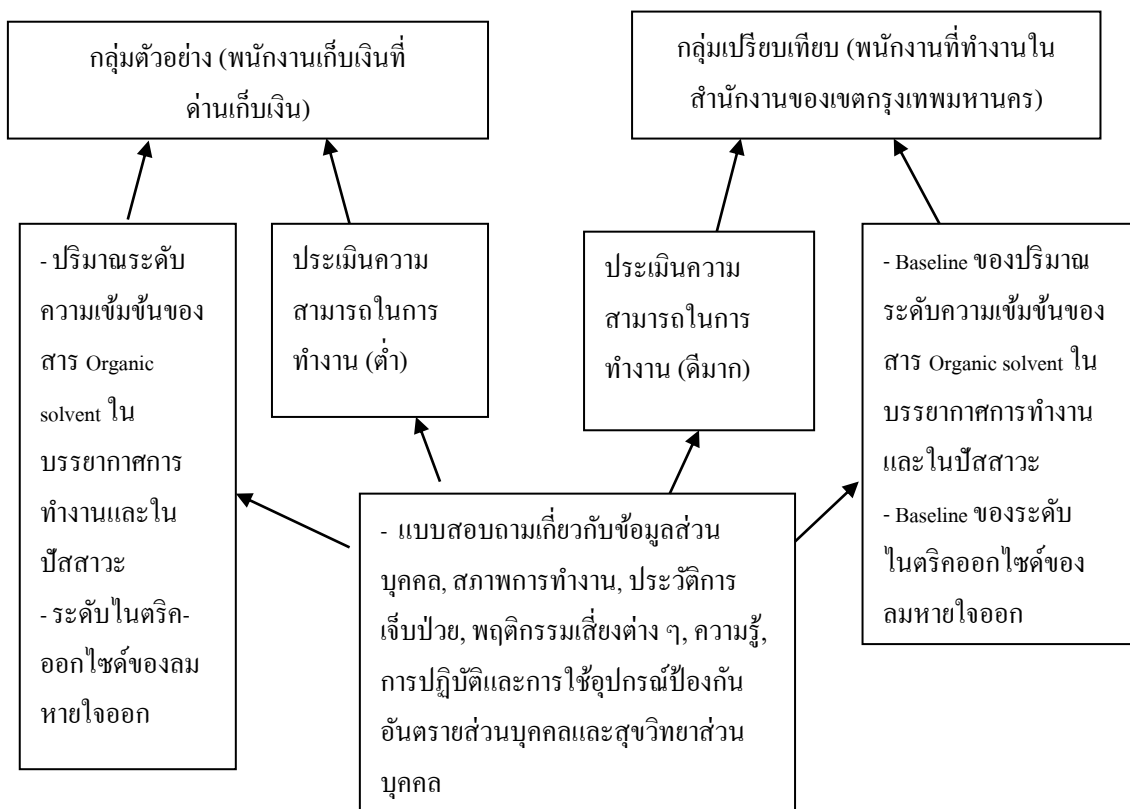 กลุ่มตัวอย่าง (พนักงานเก็บเงินที่
ด่านเก็บเงิน)
กลุ่มเปรียบเทียบ (พนักงานที่ทำงานใน
สำนักงานของเขตกรุงเทพมหานคร)
- ปริมาณระดับ
ความเข้มข้นของ
สาร Organic
solvent ใน
บรรยากาศการ
ทำงานและใน
ปัสสาวะ
- ระดับไนตริค-
ออกไซด์ของลม
หายใจออก
ประเมินความ
สามารถในการ
ทำงาน (ต่ำ)
ประเมินความ
สามารถในการ
ทำงาน (ดีมาก)
- Baseline ของปริมาณ
ระดับความเข้มข้นของ
สาร Organic solvent ใน
บรรยากาศการทำงาน
และในปัสสาวะ
- Baseline ของระดับ
ไนตริคออกไซด์ของ
ลมหายใจออก
- แบบสอบถามเกี่ยวกับข้อมูลส่วน
บุคคล, สภาพการทำงาน, ประวัติการ
เจ็บป่วย, พฤติกรรมเสี่ยงต่าง ๆ, ความรู้,
การปฏิบัติและการใช้อุปกรณ์ป้องกัน
อันตรายส่วนบุคคลและสุขวิทยาส่วน
บุคคล